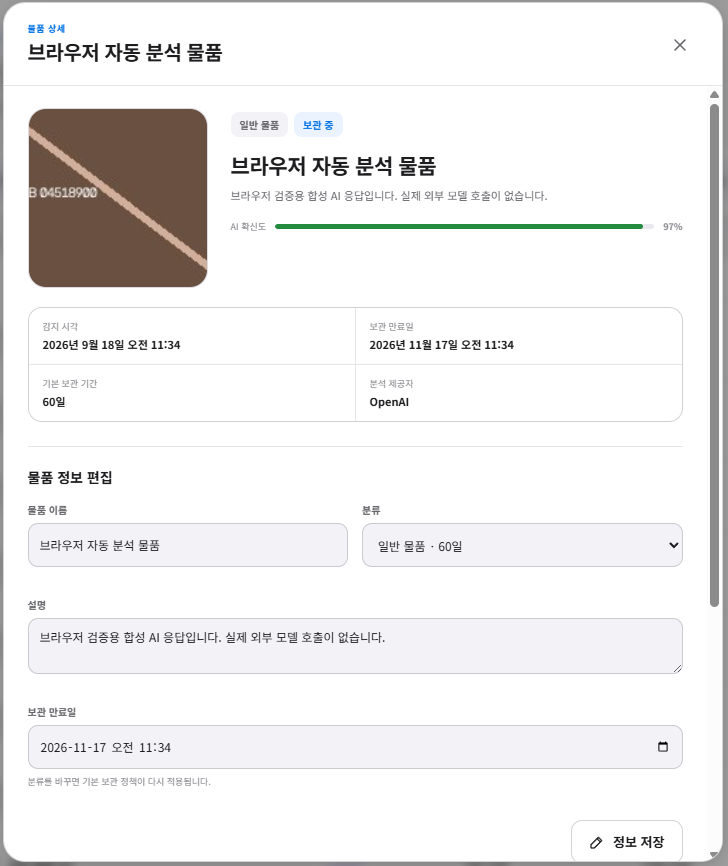 물품 상세
브라우저 자동 분석 물품
B 04518900
일반 물품
보관 중
브라우저 자동 분석 물품
브라우저 검증용 합성 AI 응답입니다. 실제 외부 모델 호출이 없습니다.
AI 확신도
97%
감지 시각
2026년 9월 18일 오전 11:34
보관 만료일
2026년 11월 17일 오전 11:34
기본 보관 기간
60일
분석 제공자
OpenAI
물품 정보 편집
물품 이름
브라우저 자동 분석 물품
분류
일반 물품 · 60일
설명
브라우저 검증용 합성 AI 응답입니다. 실제 외부 모델 호출이 없습니다.
보관 만료일
2026-11-17 오전 11:34
분류를 바꾸면 기본 보관 정책이 다시 적용됩니다.
정보 저장